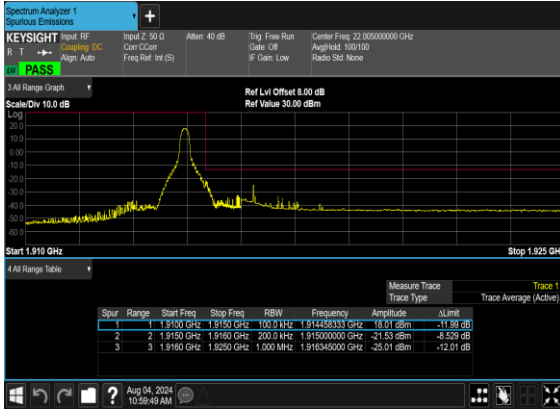 Spectrum Analyzer 1
Spurious Emissions
+
KEYSIGHT Input: RF Input Z: 50 Ω Atten: 40 dB Trig: Free Run Center Freq: 22.005000000 GHz
R T Coupling: DC Corr CCorr Gate: Off Avg|Hold: 100/100
Align: Auto Freq Ref: Int (S) IF Gain: Low Radio Std: None
PASS
3 All Range Graph
Ref Lvl Offset 8.00 dB
Scale/Div 10.0 dB Ref Value 30.00 dBm
Log
20.0
10.0
0.00
-10.0
-20.0
-30.0
-40.0
-50.0
-60.0
Start 1.910 GHz Stop 1.925 GH
4 All Range Table
Measure Trace Trace 1
Trace Type Trace Average (Active)
Spur Range Start Freq Stop Freq RBW Frequency Amplitude ΔLimit
1 1 1.9100 GHz 1.9150 GHz 100.0 kHz 1.914458333 GHz 18.01 dBm -11.99 dB
2 2 1.9150 GHz 1.9160 GHz 200.0 kHz 1.915000000 GHz -21.53 dBm -8.529 dB
3 3 1.9160 GHz 1.9250 GHz 1.000 MHz 1.916345000 GHz -25.01 dBm -12.01 dB
?
Aug 04, 2024
10:59:49 AM